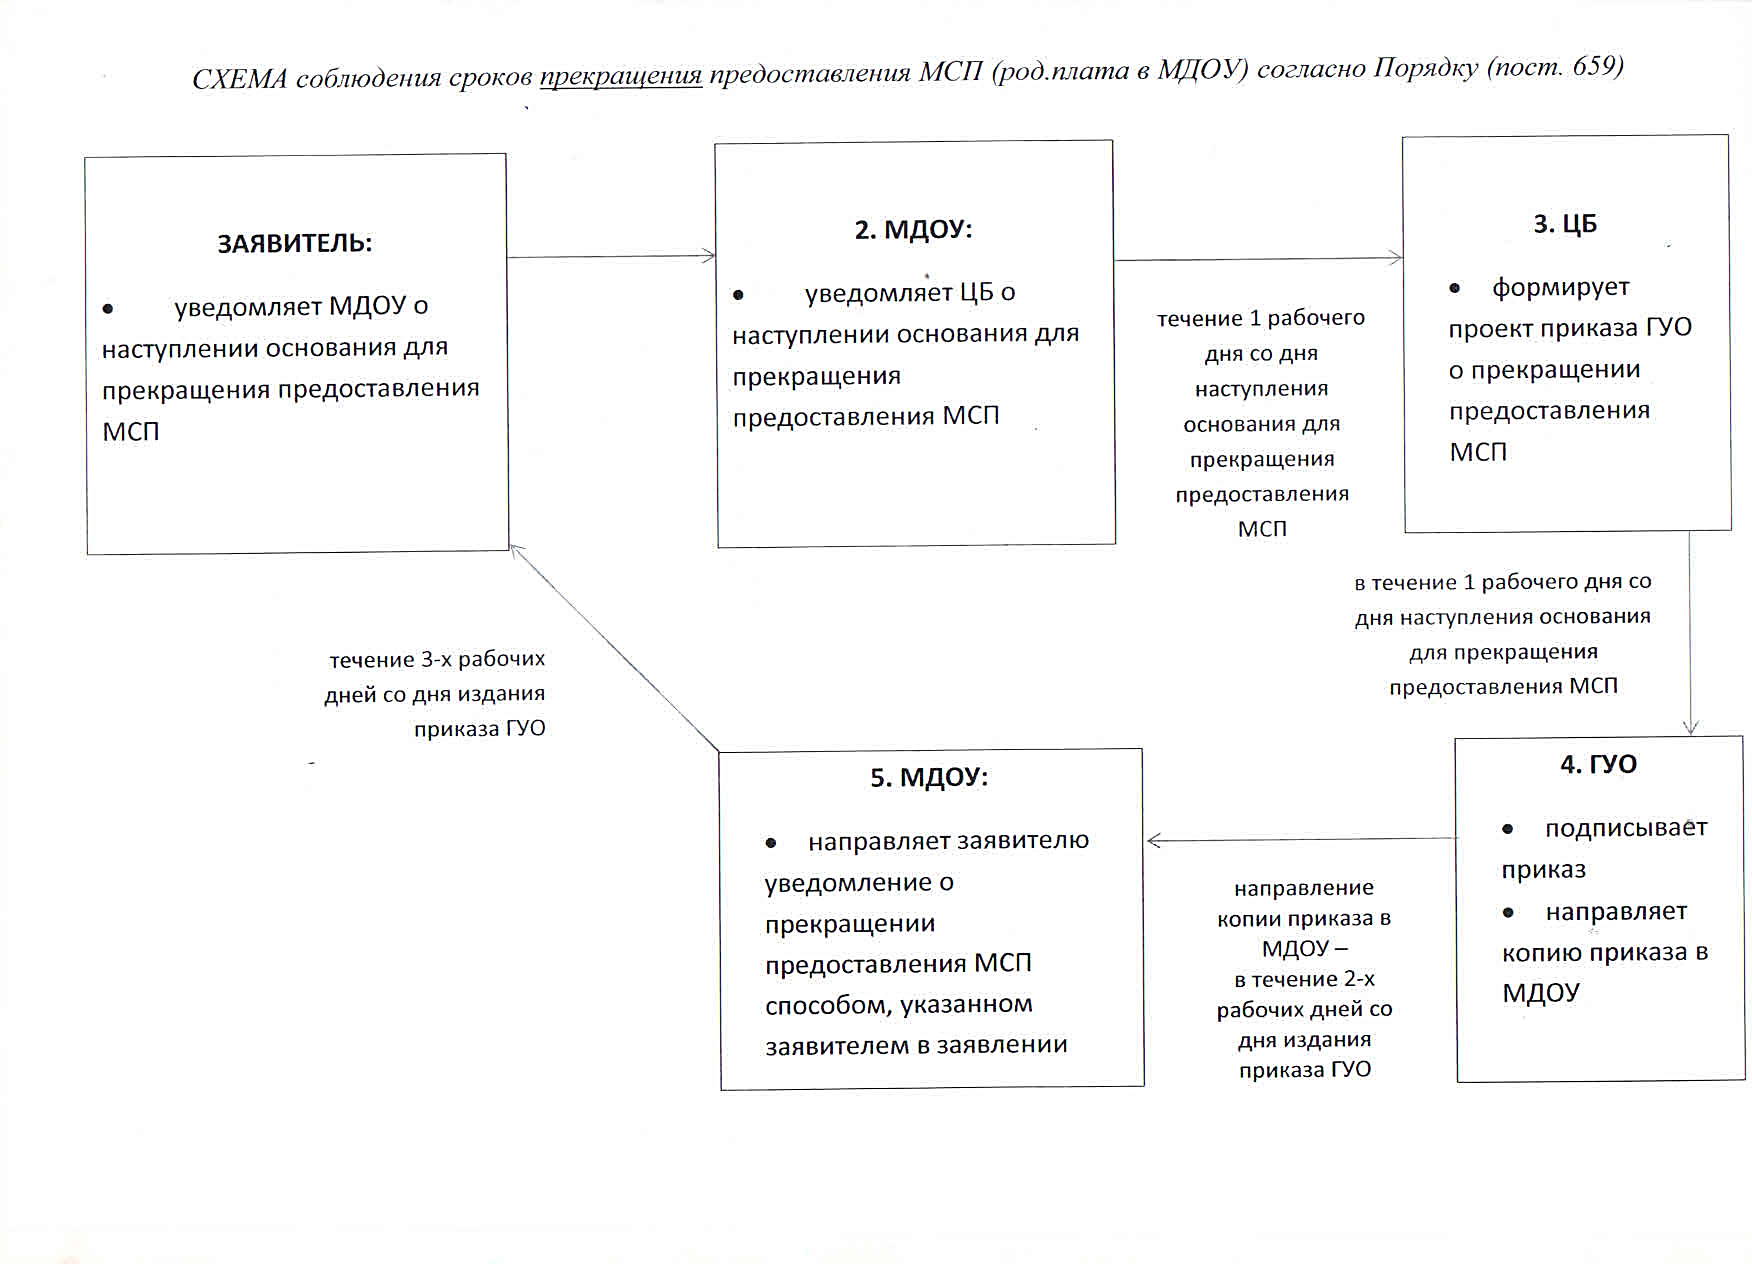 СХЕМА соблюдения сроков прекращения предоставления МСП (род.плата в МДОУ) согласно Порядку (пост. 659)
ЗАЯВИТЕЛЬ:
• уведомляет МДОУ о
наступлении основания для
прекращения предоставления
МСП
2. МДОУ:
• уведомляет ЦБ о
наступлении основания для
прекращения
предоставления МСП
течение 1 рабочего
дня со дня
наступления
основания для
прекращения
предоставления
МСП
3. ЦБ
• формирует
проект приказа ГУО
о прекращении
предоставления
МСП
в течение 1 рабочего дня со
дня наступления основания
для прекращения
предоставления МСП
4. ГУО
• подписывает
приказ
• направляет
копию приказа в
МДОУ
направление
копии приказа в
МДОУ –
в течение 2-х
рабочих дней со
дня издания
приказа ГУО
5. МДОУ:
• направляет заявителю
уведомление о
прекращении
предоставления МСП
способом, указанном
заявителем в заявлении
течение 3-х рабочих
дней со дня издания
приказа ГУО